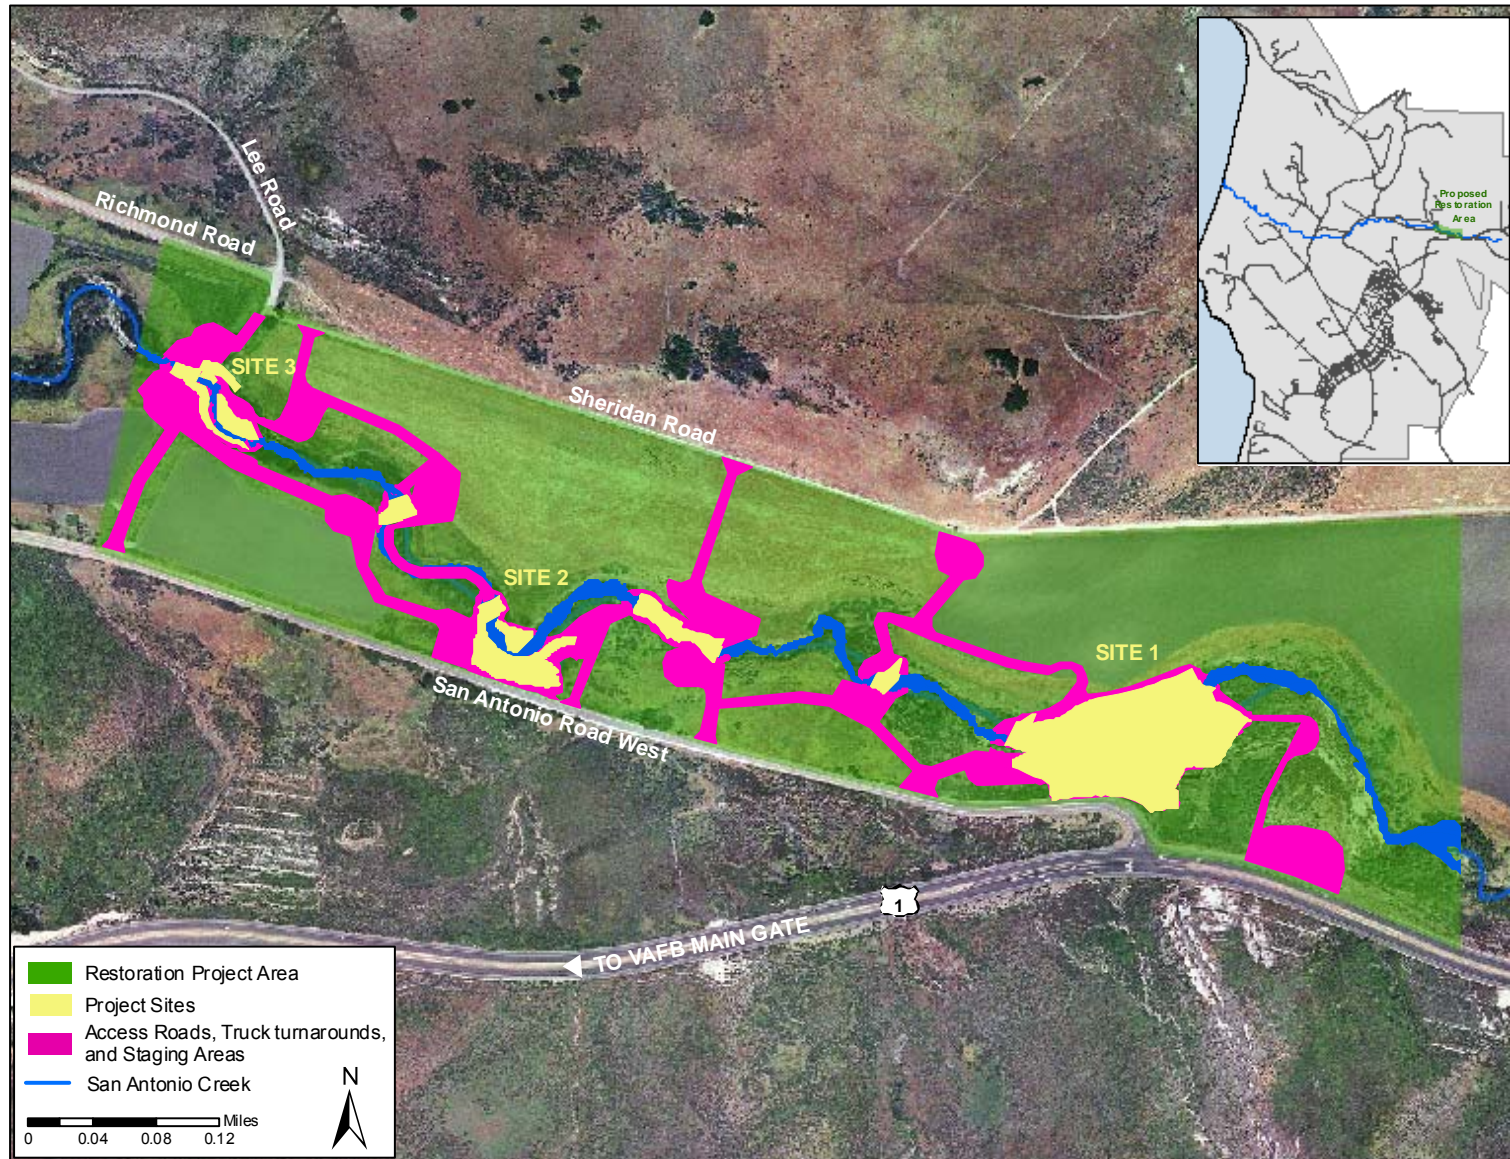 Proposed
Restoration
Area
Lee Road
Richmond Road
SITE 3
Sheridan Road
SITE 2
SITE 1
San Antonio Road West
1
TO VAFB MAIN GATE
Restoration Project Area
Project Sites
Access Roads, Truck turnarounds,
and Staging Areas
San Antonio Creek
N
Miles
0 0.04 0.08 0.12